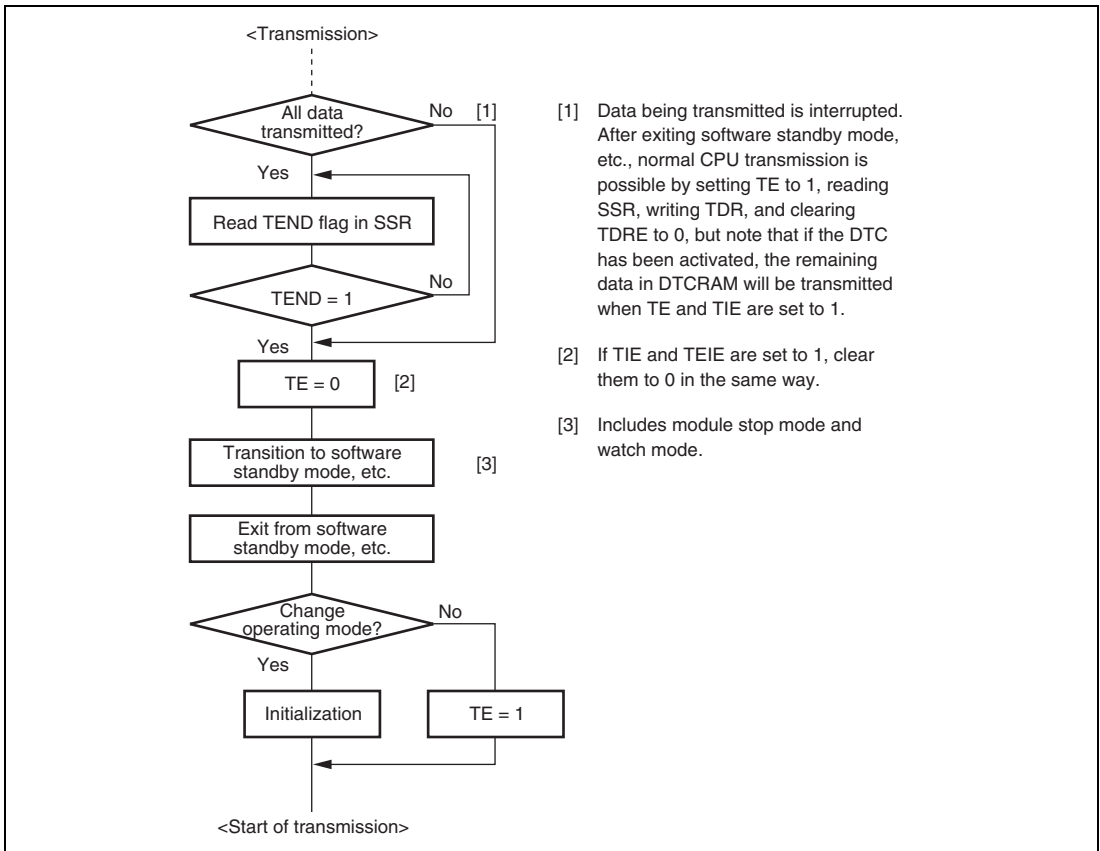 <Transmission>
All data
transmitted?
No [1]
Yes
Read TEND flag in SSR
TEND = 1
No
Yes
TE = 0
[2]
Transition to software
standby mode, etc.
[3]
Exit from software
standby mode, etc.
Change
operating mode?
No
Yes
Initialization
TE = 1
<Start of transmission>
[1] Data being transmitted is interrupted.
After exiting software standby mode,
etc., normal CPU transmission is
possible by setting TE to 1, reading
SSR, writing TDR, and clearing
TDRE to 0, but note that if the DTC
has been activated, the remaining
data in DTCRAM will be transmitted
when TE and TIE are set to 1.
[2] If TIE and TEIE are set to 1, clear
them to 0 in the same way.
[3] Includes module stop mode and
watch mode.